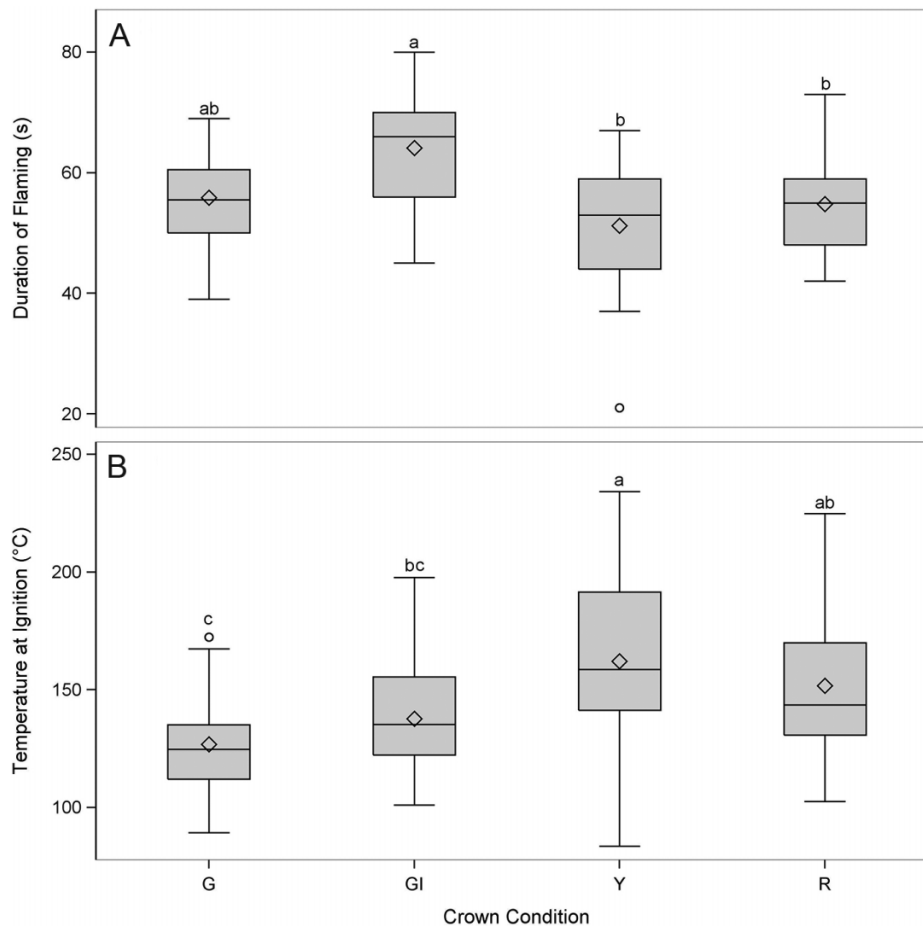 A
Duration of Flaming (s)
80
60
40
20
ab
a
b
b
B
Temperature at Ignition (°C)
250
200
150
100
c
bc
a
ab
G GI Y R
Crown Condition